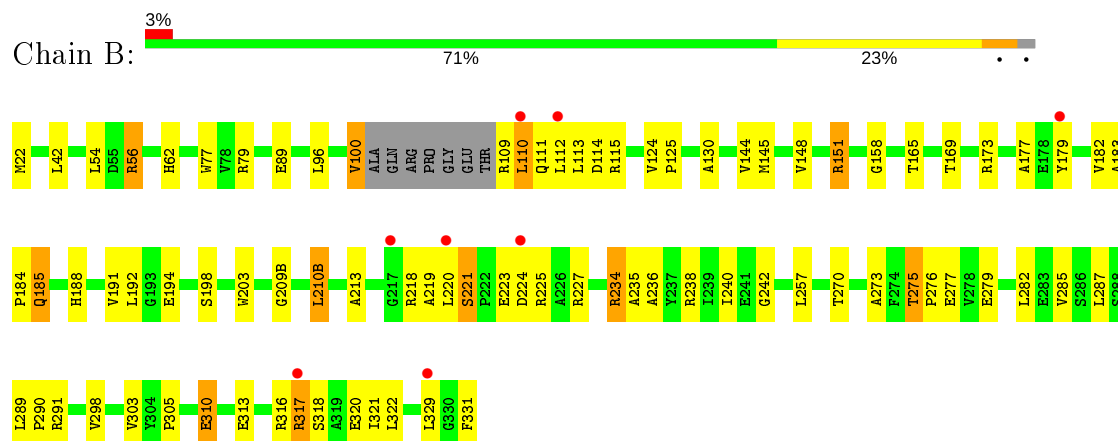 3%
Chain B:
71% 23% • •
M22 L42 L54 D55 R56 H62 W77 V78 R79 E89 L96 V100 ALA GLN ARG PRO GLY GLU THR R109 L110 Q111 L112 L113 D114 R115 V124 P125 A130 V144 M145 V148 R151 G158 T165 T169 R173 A177 E178 Y179 V182 A183
P184 Q185 H188 V191 L192 G193 E194 S198 W203 G209B L210B A213 G217 R218 A219 L220 S221 P222 E223 D224 R225 A226 R227 R234 A235 A236 Y237 R238 I239 I240 E241 G242 L257 T270 A273 F274 T275 P276 E277 V278 E279 L282 E283 V285 S286 L287 S288
L289 P290 R291 V298 V303 Y304 P305 E310 E313 R316 R317 S318 A319 E320 I321 L322 L329 G330 F331